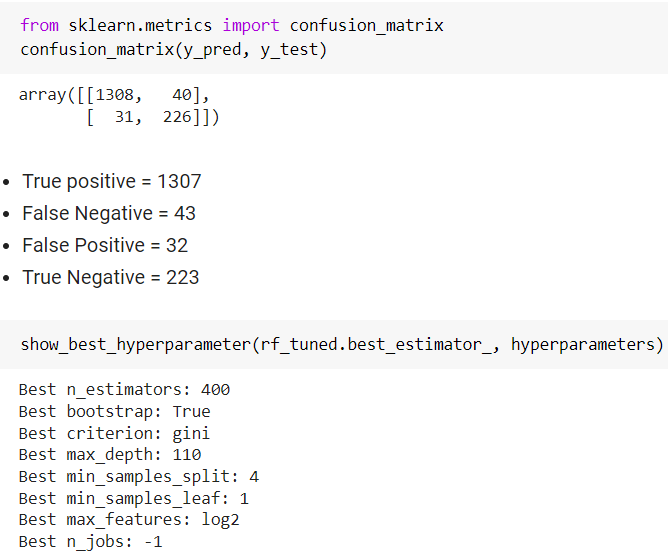 from sklearn.metrics import confusion_matrix
confusion_matrix(y_pred, y_test)
array([[1308,   40],
       [  31,  226]])
• True positive = 1307
• False Negative = 43
• False Positive = 32
• True Negative = 223
show_best_hyperparameter(rf_tuned.best_estimator_, hyperparameters)
Best n_estimators: 400
Best bootstrap: True
Best criterion: gini
Best max_depth: 110
Best min_samples_split: 4
Best min_samples_leaf: 1
Best max_features: log2
Best n_jobs: -1